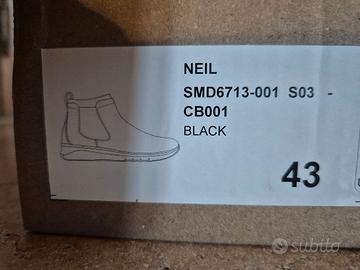 NEIL
SMD6713-001 S03 -
CB001
BLACK
43
subito